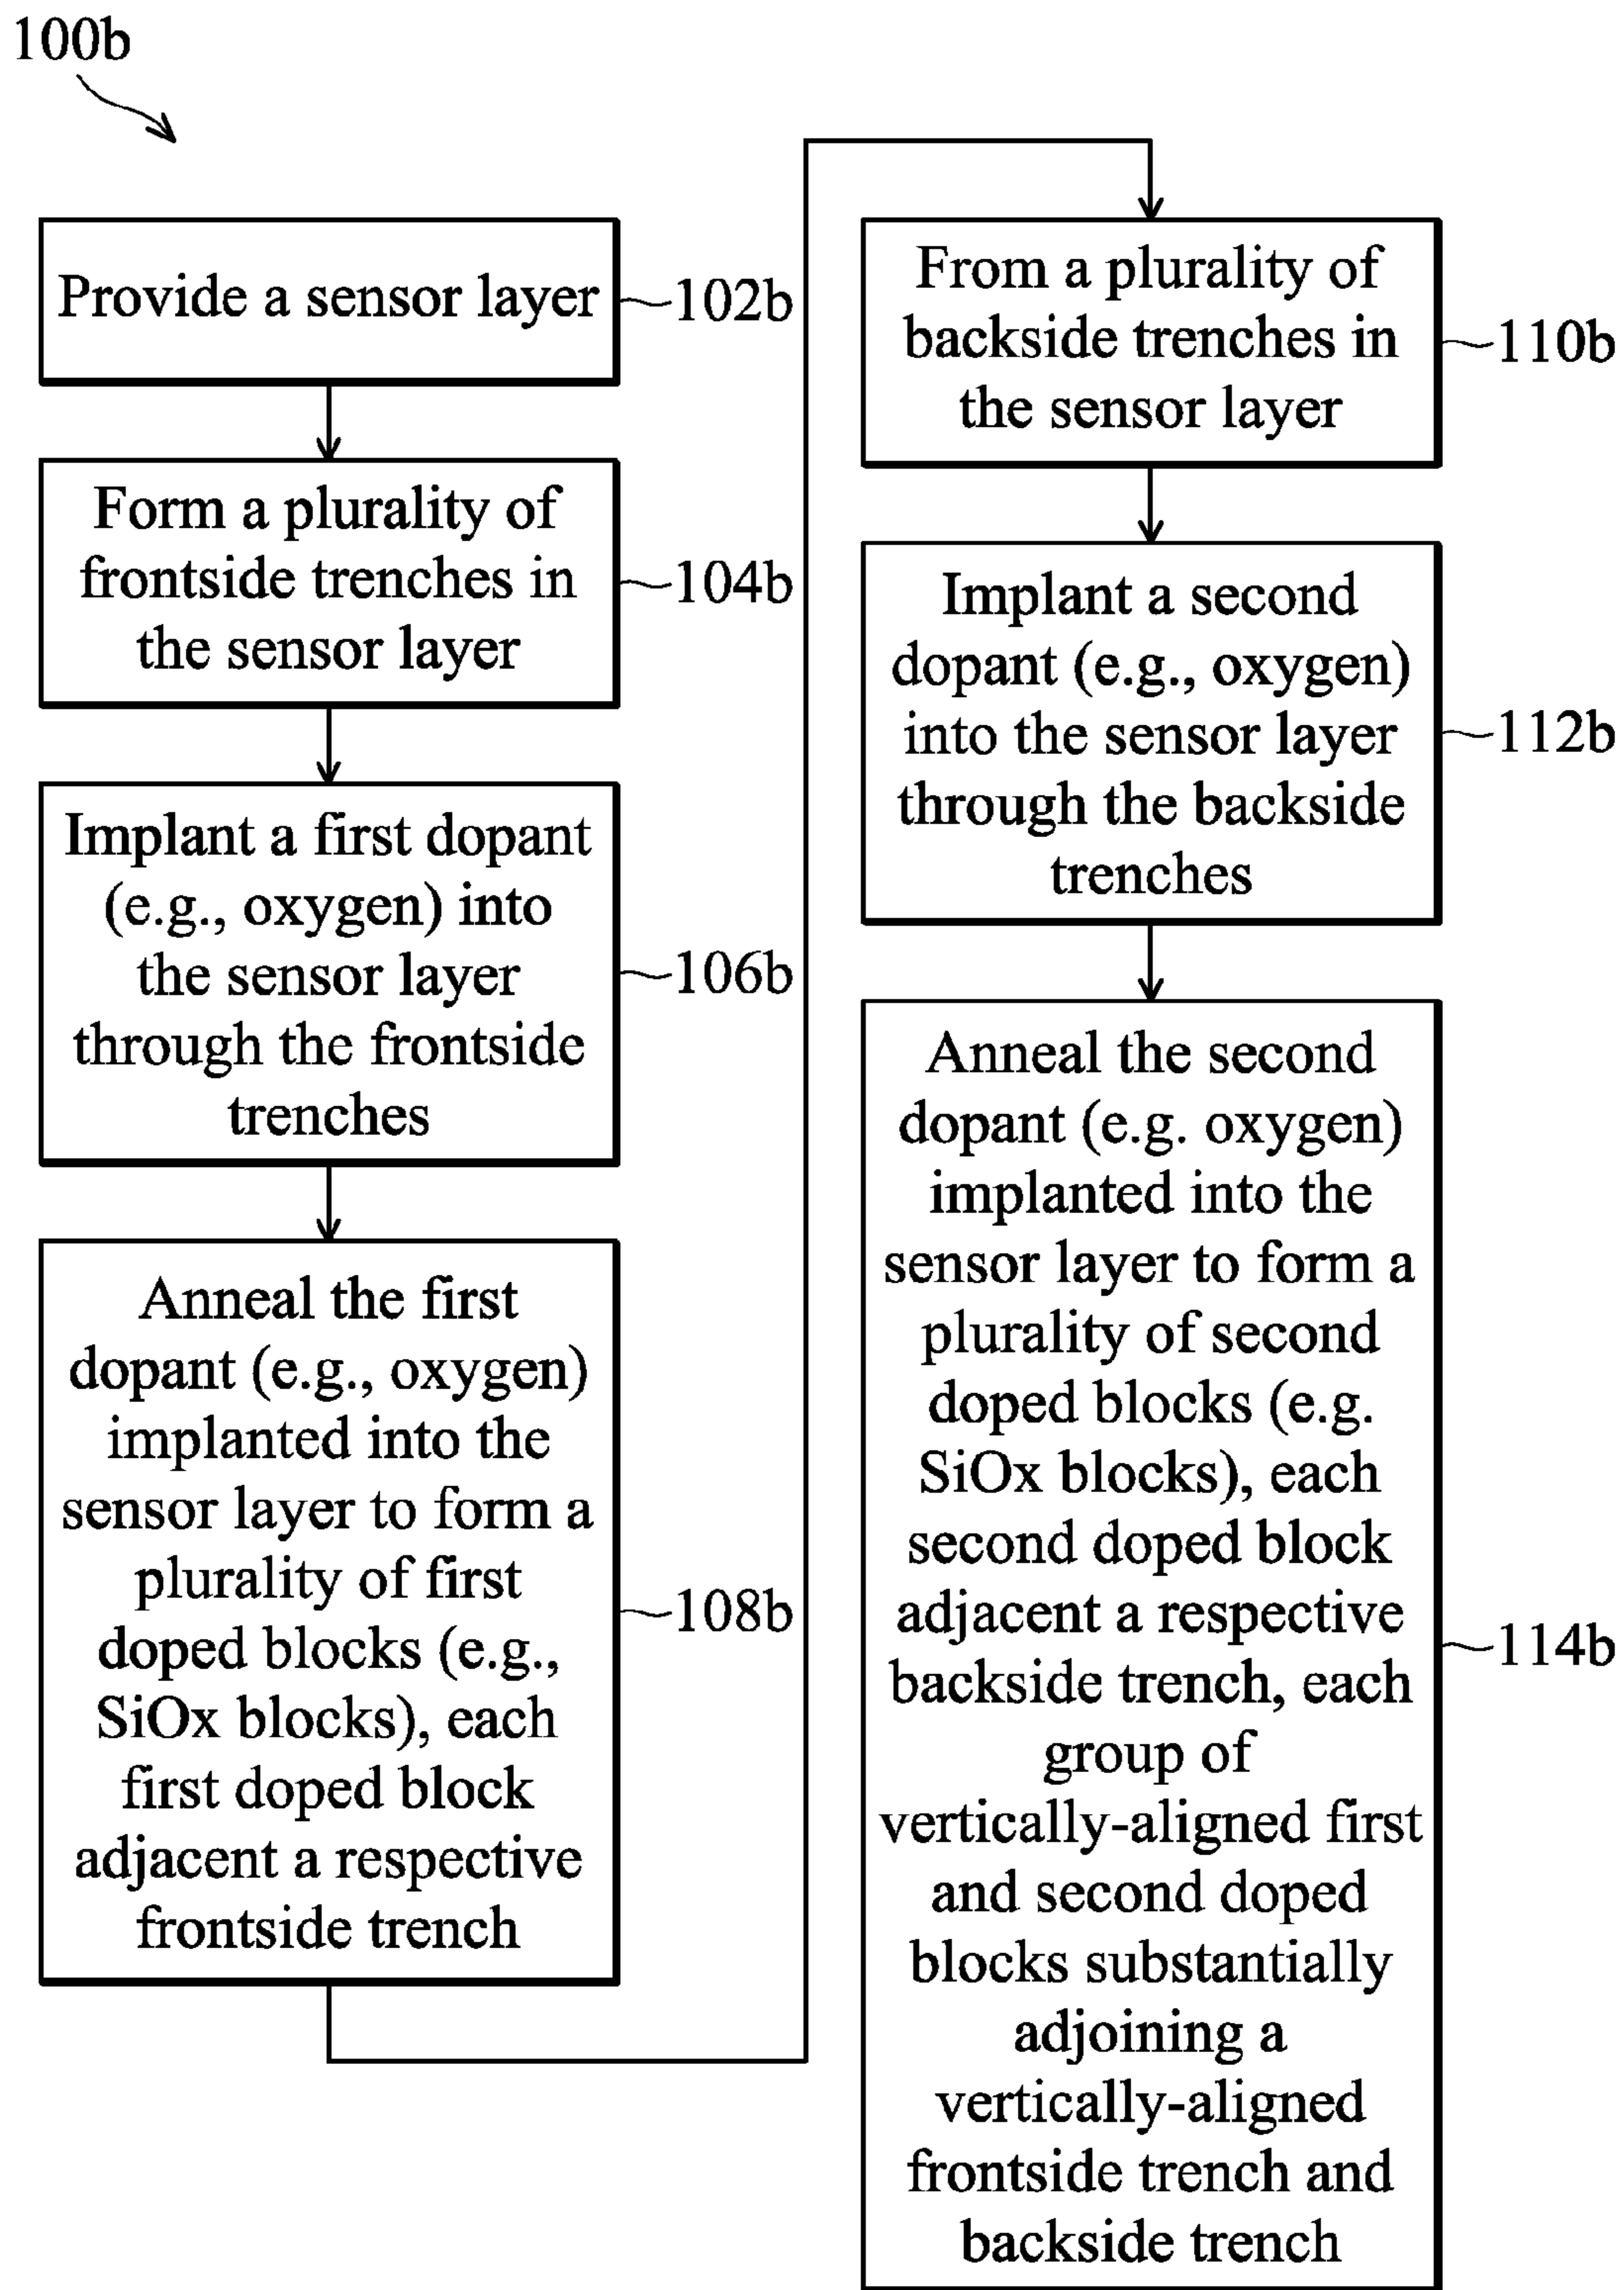 100b
Provide a sensor layer
102b
Form a plurality of
frontside trenches in
the sensor layer
104b
Implant a first dopant
(e.g., oxygen) into
the sensor layer
through the frontside
trenches
106b
Anneal the first
dopant (e.g., oxygen)
implanted into the
sensor layer to form a
plurality of first
doped blocks (e.g.,
SiOx blocks), each
first doped block
adjacent a respective
frontside trench
108b
From a plurality of
backside trenches in
the sensor layer
110b
Implant a second
dopant (e.g., oxygen)
into the sensor layer
through the backside
trenches
112b
Anneal the second
dopant (e.g. oxygen)
implanted into the
sensor layer to form a
plurality of second
doped blocks (e.g.
SiOx blocks), each
second doped block
adjacent a respective
backside trench, each
group of
vertically-aligned first
and second doped
blocks substantially
adjoining a
vertically-aligned
frontside trench and
backside trench
114b